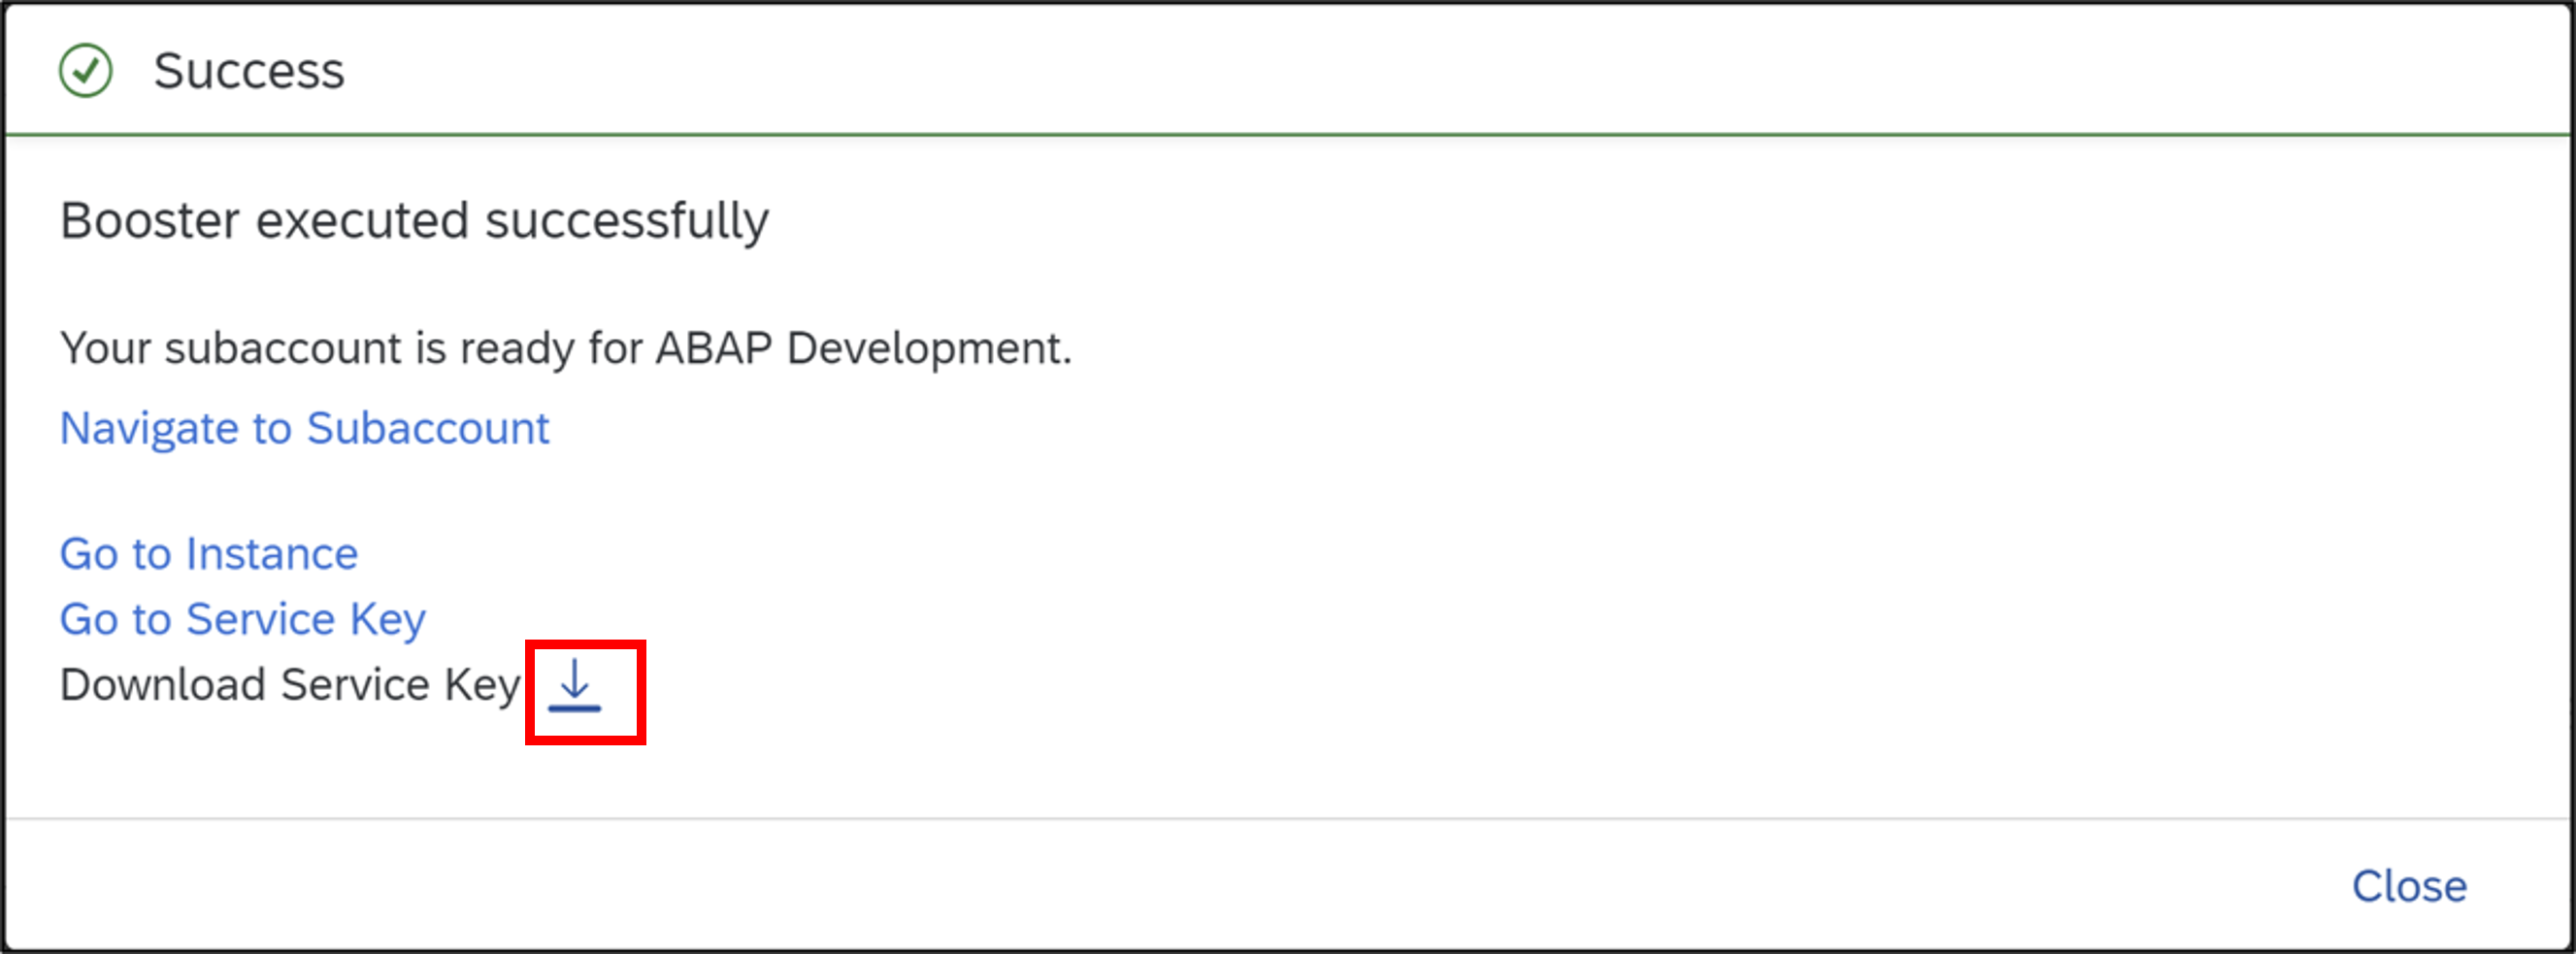 Success
Booster executed successfully
Your subaccount is ready for ABAP Development.
Navigate to Subaccount
Go to Instance
Go to Service Key
Download Service Key
Close